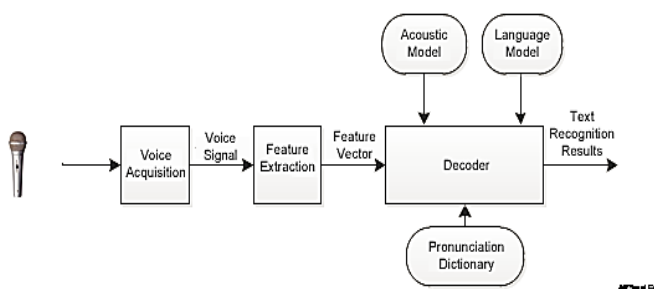 Acoustic
Model
Language
Model
Voice
Acquisition
Voice
Signal
Feature
Extraction
Feature
Vector
Decoder
Text
Recognition
Results
Pronunciation
Dictionary